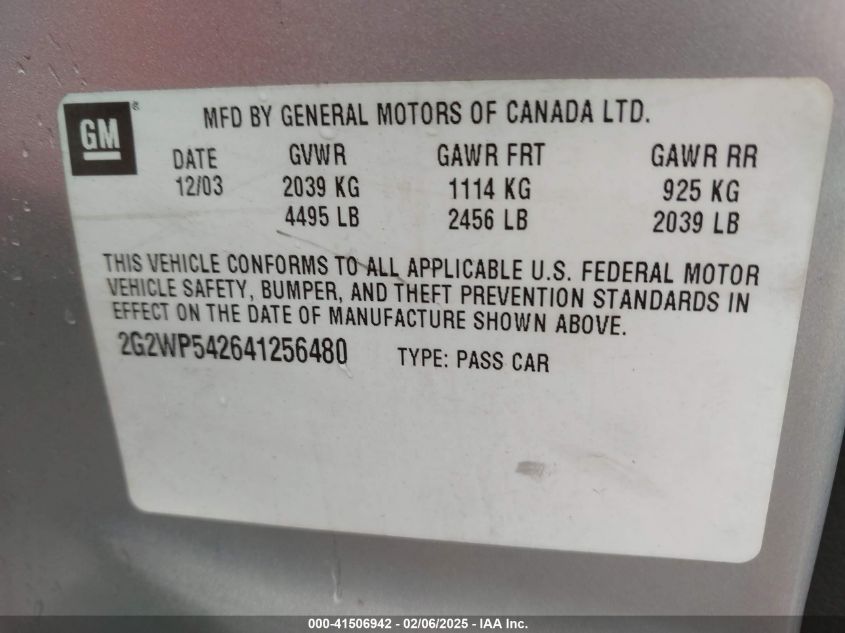 GM®
MFD BY GENERAL MOTORS OF CANADA LTD.
DATE GVWR GAWR FRT GAWR RR
12/03 2039 KG 1114 KG 925 KG
4495 LB 2456 LB 2039 LB
THIS VEHICLE CONFORMS TO ALL APPLICABLE U.S. FEDERAL MOTOR
VEHICLE SAFETY, BUMPER, AND THEFT PREVENTION STANDARDS IN
EFFECT ON THE DATE OF MANUFACTURE SHOWN ABOVE.
2G2WP542641256480 TYPE: PASS CAR
000-41506942 - 02/06/2025 - IAA Inc.